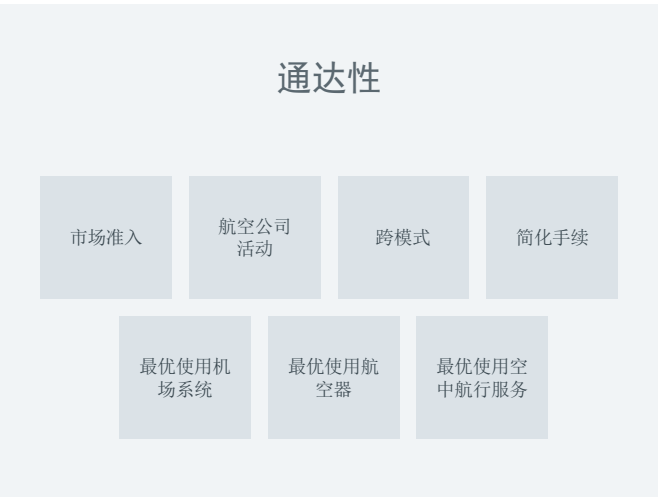 通达性
市场准入
航空公司
活动
跨模式
简化手续
最优使用机
场系统
最优使用航
空器
最优使用空
中航行服务